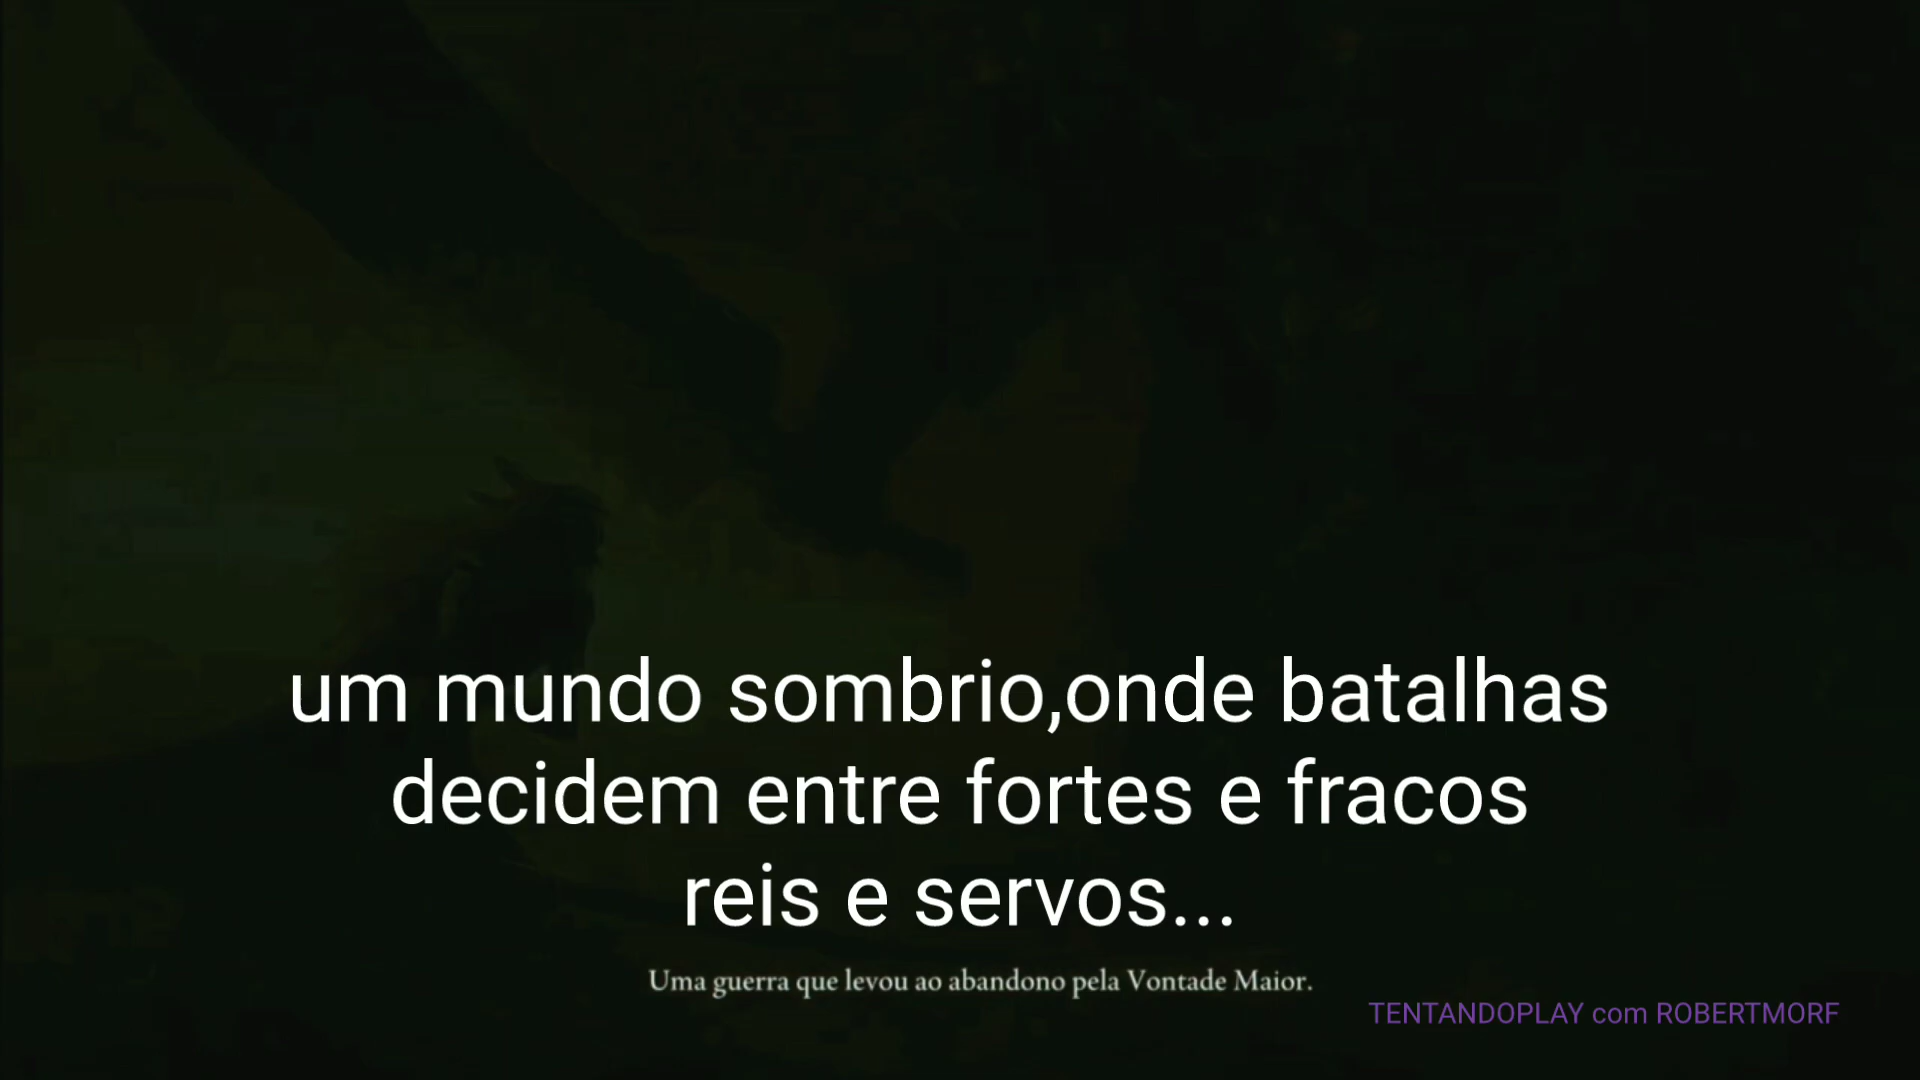 um mundo sombrio,onde batalhas
decidem entre fortes e fracos
reis e servos...
Uma guerra que levou ao abandono pela Vontade Maior.
TENTANDOPLAY com ROBERTMORF